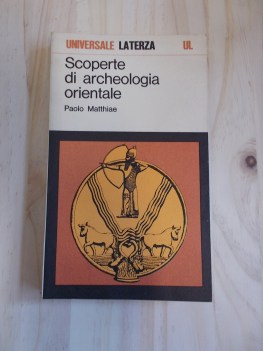 UNIVERSALE LATERZA UL
Scoperte
di archeologia
orientale
Paolo Matthiae